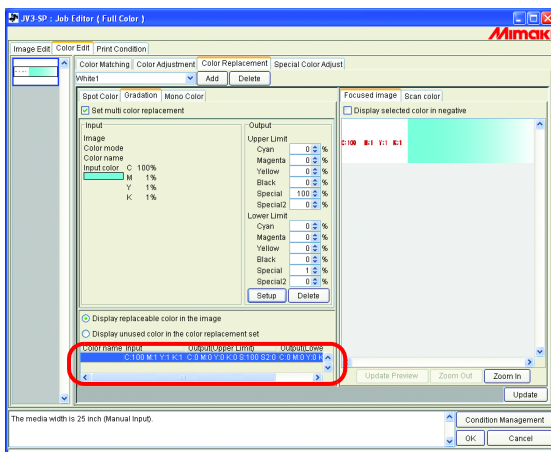 JV3-SP : Job Editor ( Full Color )
Mimaki
Image Edit Color Edit Print Condition
Color Matching Color Adjustment Color Replacement Special Color Adjust
White1 Add Delete
Spot Color Gradation Mono Color
Set multi color replacement
Input
Image
Color mode
Color name
Input color C 100%
M 1%
Y 1%
K 1%
Output
Upper Limit
Cyan 0 %
Magenta 0 %
Yellow 0 %
Black 0 %
Special 100 %
Special2 0 %
Lower Limit
Cyan 0 %
Magenta 0 %
Yellow 0 %
Black 0 %
Special 1 %
Special2 0 %
Setup Delete
Display replaceable color in the image
Display unused color in the color replacement set
Color name Input Output(Upper Limit) Output(Lowe
C:100 M:1 Y:1 K:1 C:0 M:0 Y:0 K:0 S:100 S2:0 C:0 M:0 Y:0 K
Focused image Scan color
Display selected color in negative
C:100 M:1 Y:1 K:1
Update Preview Zoom Out Zoom In
Update
The media width is 25 inch (Manual Input).
Condition Management
OK Cancel